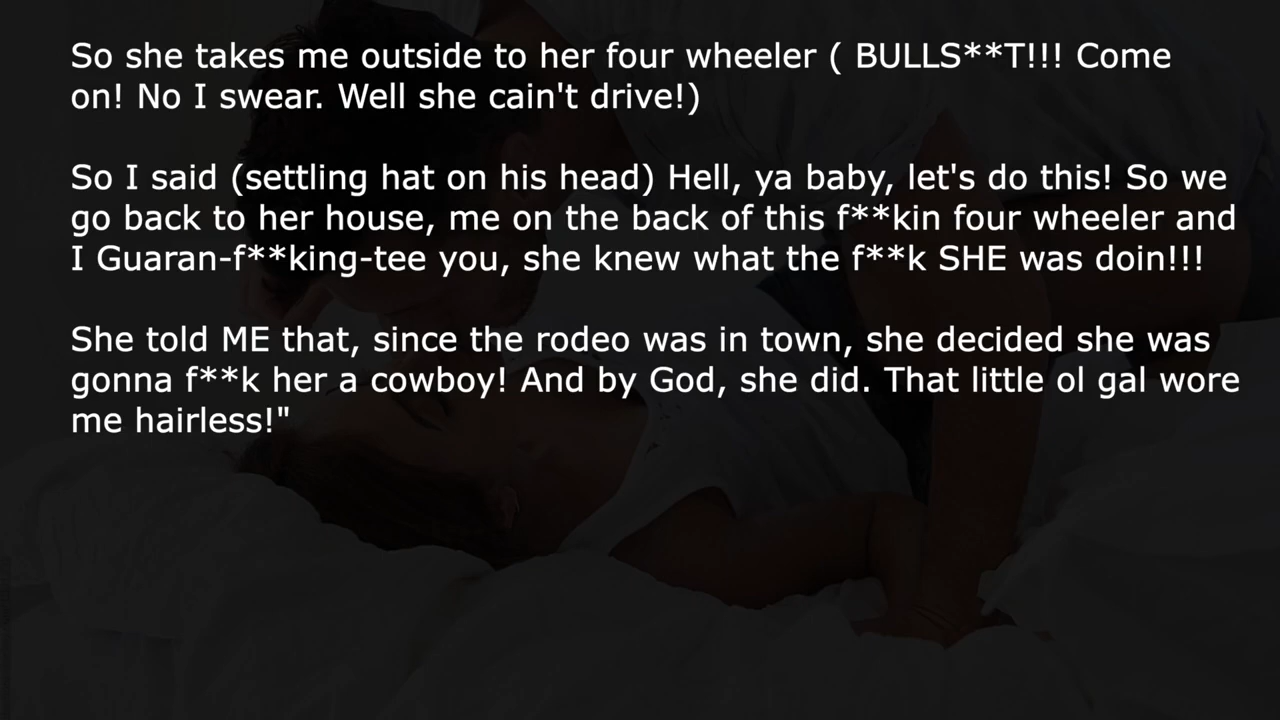 So she takes me outside to her four wheeler ( BULLS**T!!! Come
on! No I swear. Well she cain't drive!)
So I said (settling hat on his head) Hell, ya baby, let's do this! So we
go back to her house, me on the back of this f**kin four wheeler and
I Guaran-f**king-tee you, she knew what the f**k SHE was doin!!!
She told ME that, since the rodeo was in town, she decided she was
gonna f**k her a cowboy! And by God, she did. That little ol gal wore
me hairless!"